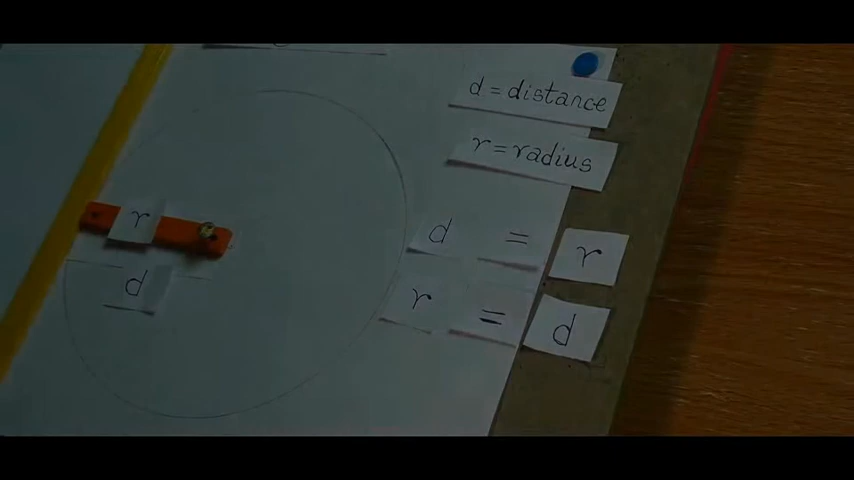 d = distance
r = radius
r
d = r
d
r = d